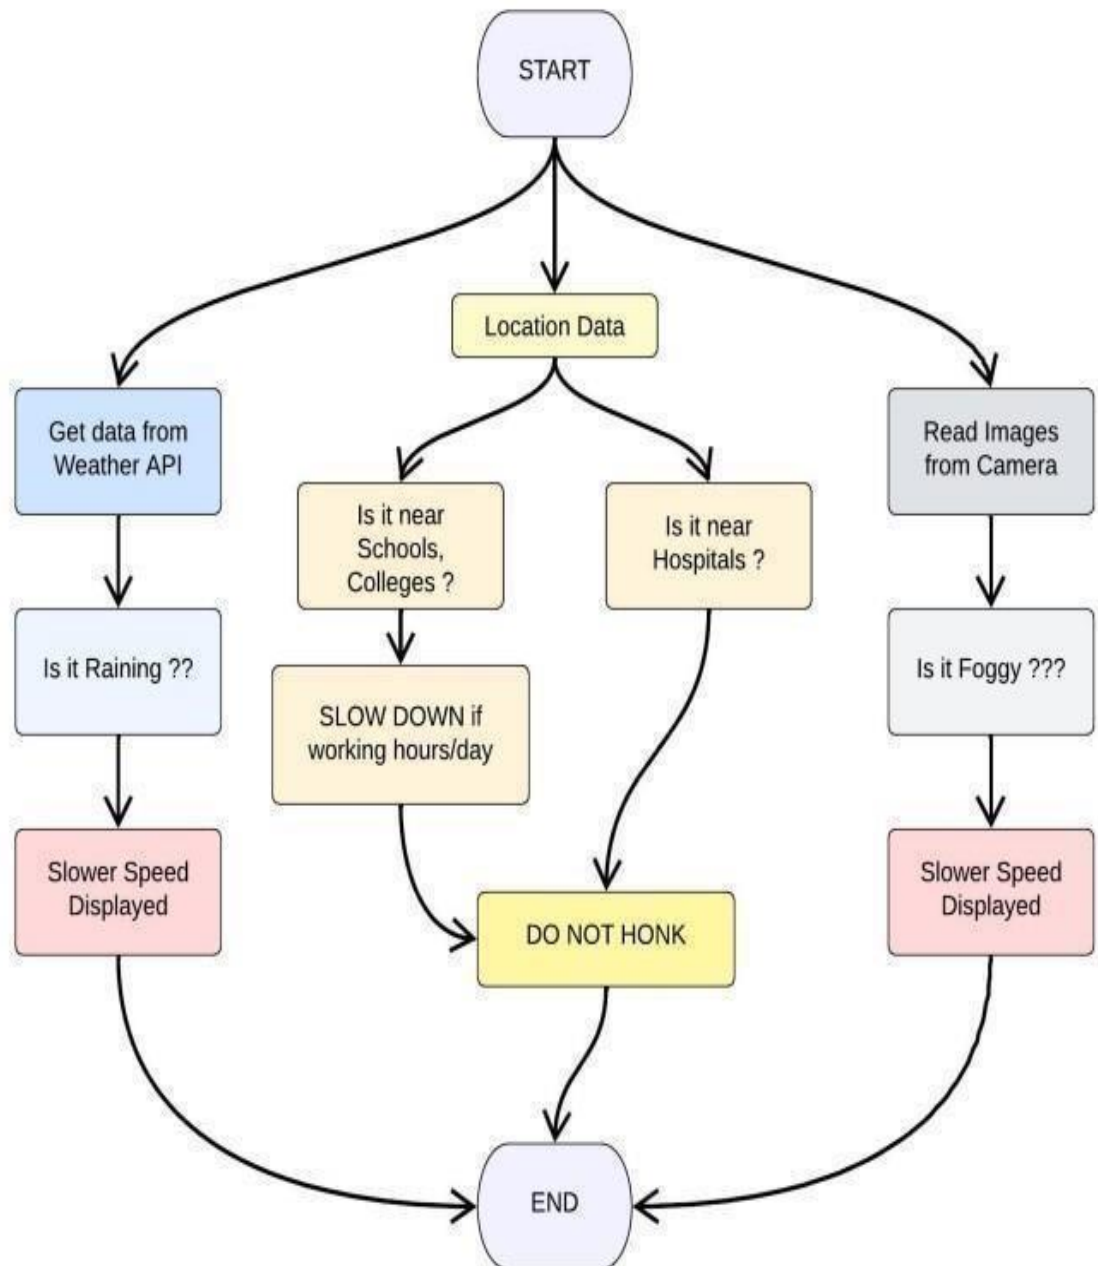 START
Location Data
Get data from
Weather API
Read Images
from Camera
Is it near
Schools,
Colleges ?
Is it near
Hospitals ?
Is it Raining ??
Is it Foggy ???
SLOW DOWN if
working hours/day
Slower Speed
Displayed
Slower Speed
Displayed
DO NOT HONK
END